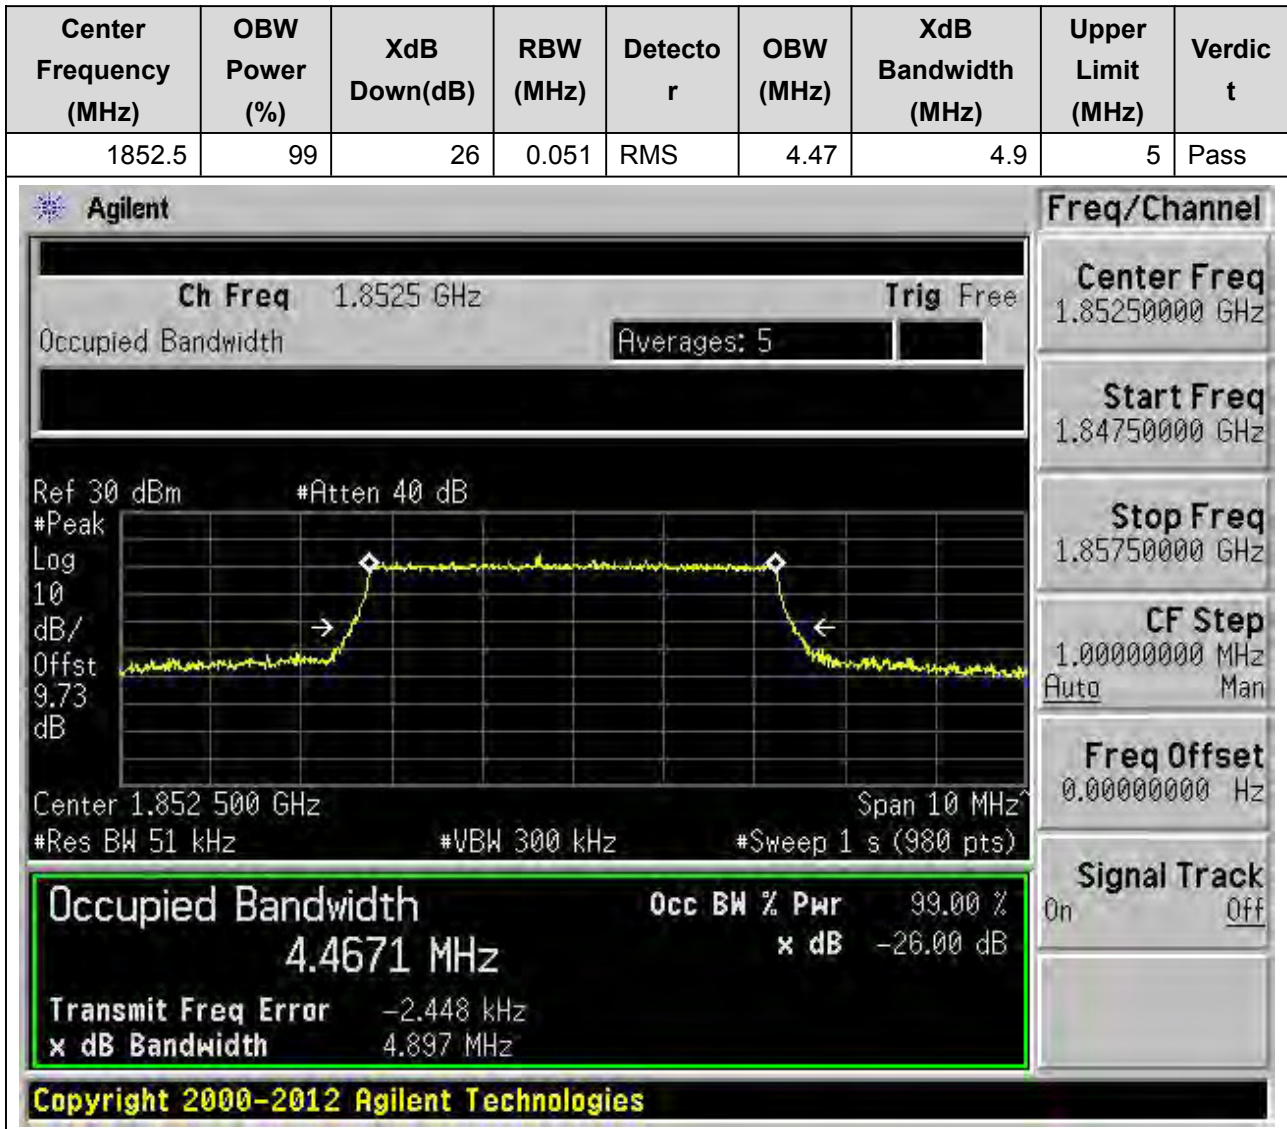 Center Frequency (MHz) OBW Power (%) XdB Down(dB) RBW (MHz) Detecto r OBW (MHz) XdB Bandwidth (MHz) Upper Limit (MHz) Verdic t
1852.5 99 26 0.051 RMS 4.47 4.9 5 Pass
Agilent
Ch Freq 1.8525 GHz Trig Free
Occupied Bandwidth Averages: 5
Ref 30 dBm #Atten 40 dB
#Peak
Log
10
dB/
Offst
9.73
dB
Center 1.852 500 GHz Span 10 MHz^
#Res BW 51 kHz #VBW 300 kHz #Sweep 1 s (980 pts)
Occupied Bandwidth Occ BW % Pwr 99.00 %
4.4671 MHz x dB -26.00 dB
Transmit Freq Error -2.448 kHz
x dB Bandwidth 4.897 MHz
Copyright 2000-2012 Agilent Technologies
Freq/Channel
Center Freq
1.85250000 GHz
Start Freq
1.84750000 GHz
Stop Freq
1.85750000 GHz
CF Step
1.00000000 MHz
Auto Man
Freq Offset
0.00000000 Hz
Signal Track
On Off